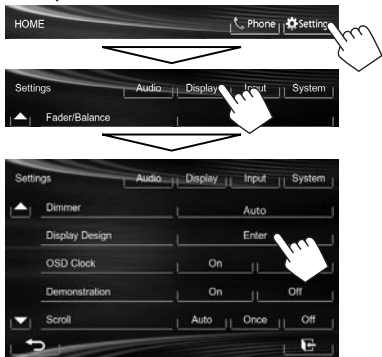 HOME Phone Setting
Settings Audio Display Input System
Fader/Balance
Settings Audio Display Input System
Dimmer Auto
Display Design Enter
OSD Clock On
Demonstration On Off
Scroll Auto Once Off